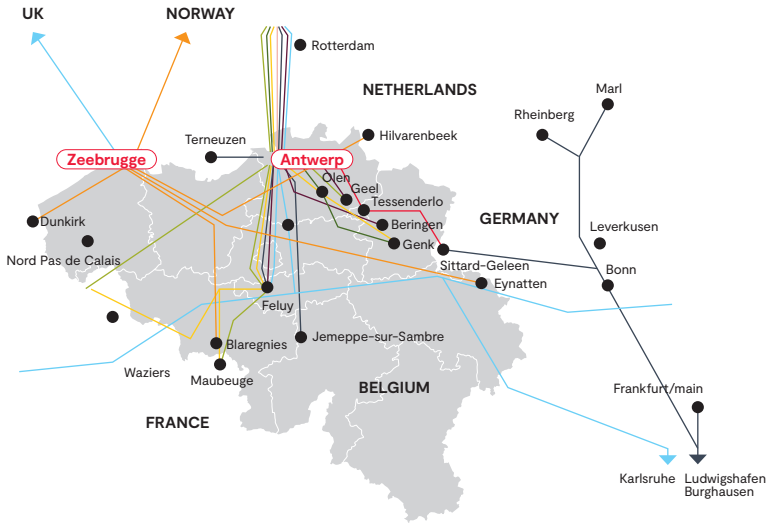 UK
NORWAY
Rotterdam
NETHERLANDS
Marl
Rheinberg
Terneuzen
Hilvarenbeek
Zeebrugge
Antwerp
Olen
Geel
Tessenderlo
Dunkirk
Beringen
GERMANY
Leverkusen
Genk
Nord Pas de Calais
Sittard-Geleen
Bonn
Eynatten
Feluy
Blaregnies
Jemeppe-sur-Sambre
Waziers
Maubeuge
BELGIUM
Frankfurt/main
FRANCE
Karlsruhe
Ludwigshafen
Burghausen